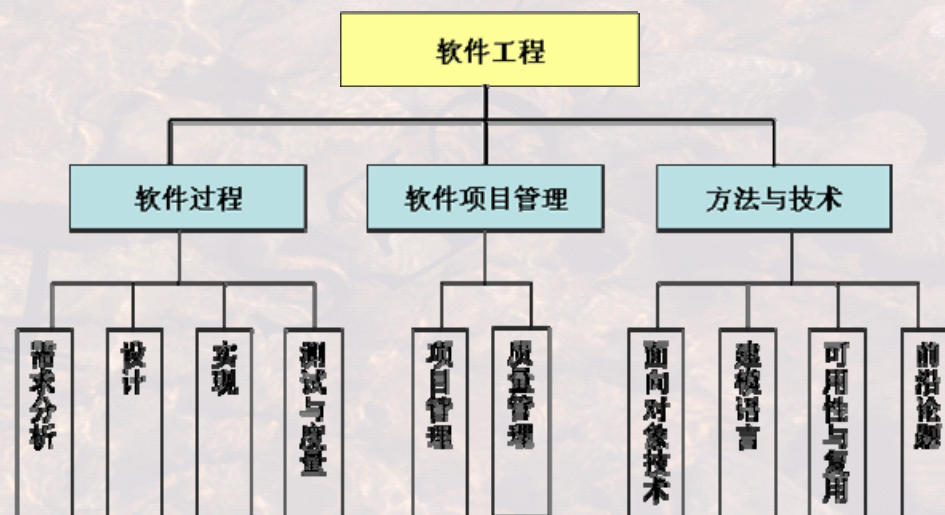 软件工程
软件过程
软件项目管理
方法与技术
需求分析
设计
实现
测试与度量
项目管理
质量管理
面向对象技术
建模语言
可用性与复用
前沿论题